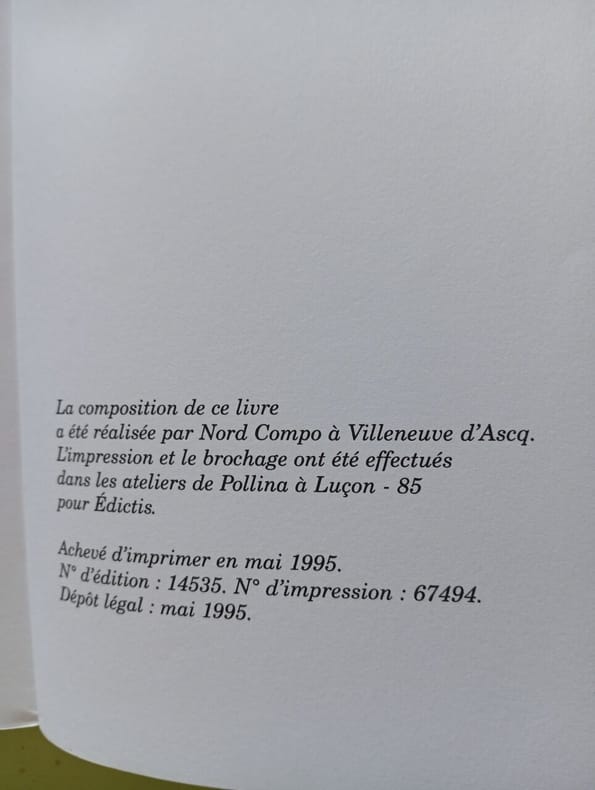 La composition de ce livre
a été réalisée par Nord Compo à Villeneuve d'Ascq.
L'impression et le brochage ont été effectués
dans les ateliers de Pollina à Luçon - 85
pour Édictis.
Achevé d'imprimer en mai 1995.
N° d'édition : 14535. N° d'impression : 67494.
Dépôt légal : mai 1995.